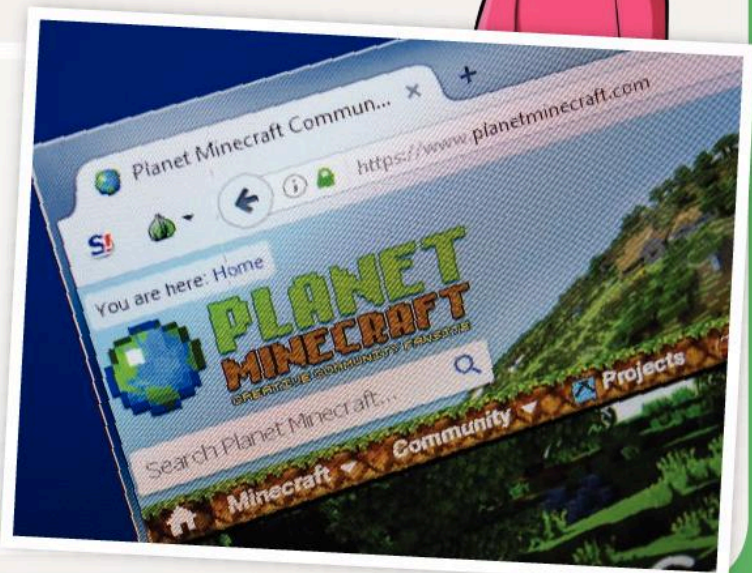 Planet Minecraft Commun... × +
S! https://www.planetminecraft.com
You are here: Home
PLANET
MINECRAFT
CREATIVE COMMUNITY FANSITE
Search Planet Minecraft...
Minecraft Community Projects